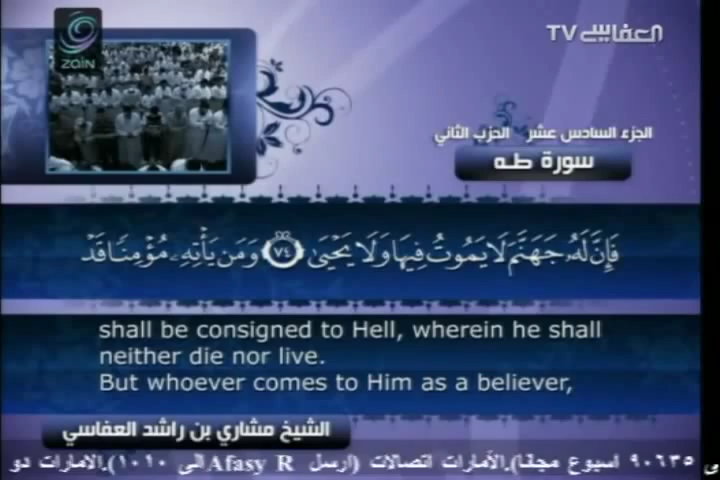 zain
العفاسي TV
الجزء السادس عشر الحزب الثاني
سورة طه
فَإِنَّ لَهُۥ جَهَنَّمَ لَا يَمُوتُ فِيهَا وَلَا يَحْيَىٰ ٧٤ وَمَن يَأْتِهِۦ مُؤْمِنًا قَدْ
shall be consigned to Hell, wherein he shall
neither die nor live.
But whoever comes to Him as a believer,
الشيخ مشاري بن راشد العفاسي
٩٠٦٣٥ اسبوع مجانا).الأمارات اتصالات (ارسل Afasy R الى ١٠١٠).الامارات دو